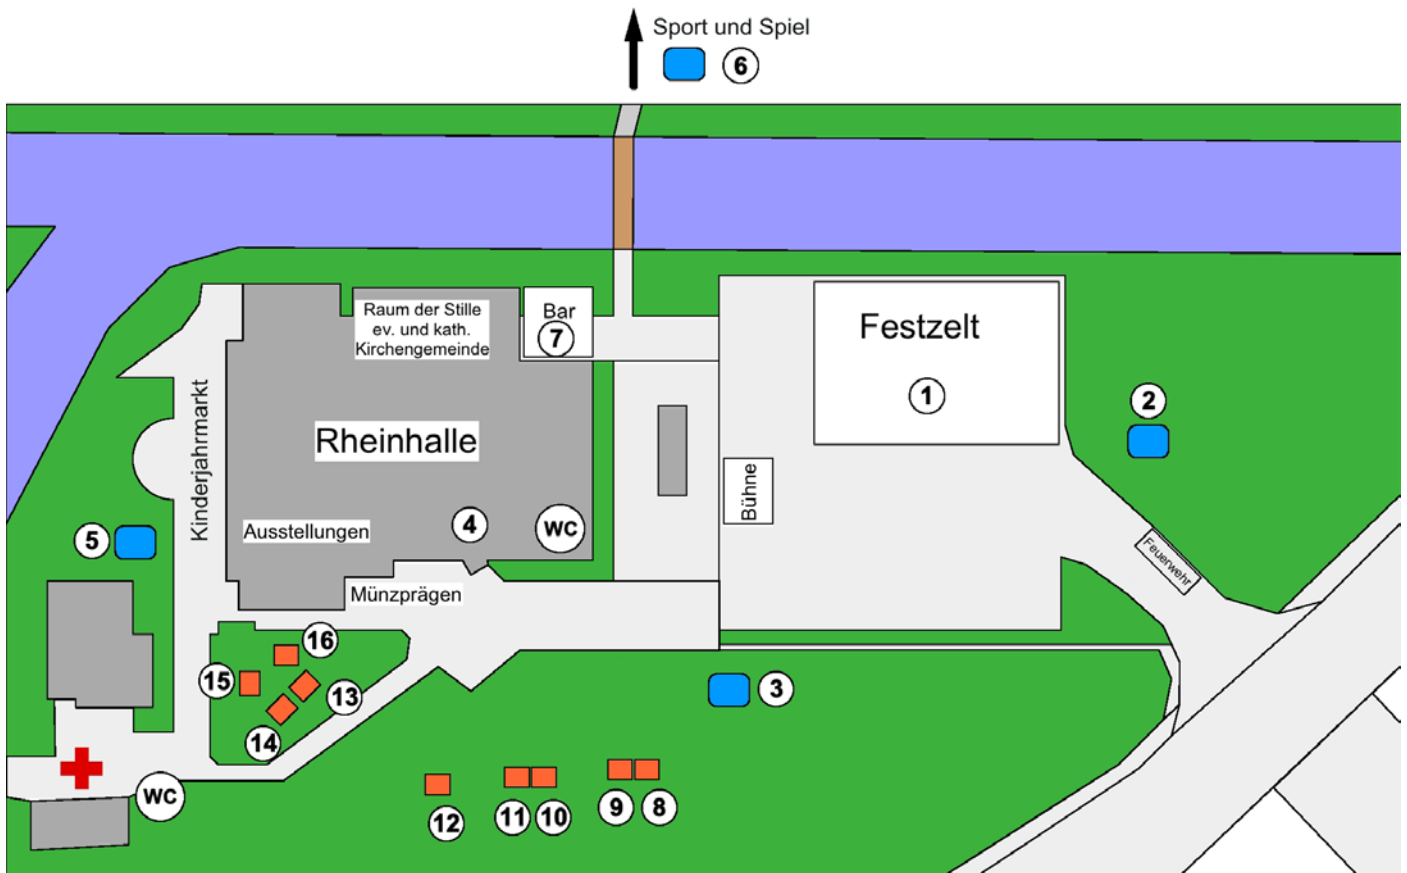 Sport und Spiel
6
Raum der Stille
ev. und kath.
Kirchengemeinde
Bar
7
Festzelt
1
2
Kinderjahrmarkt
Rheinhalle
Bühne
Ausstellungen
4
WC
5
Feuerwehr
Münzprägen
16
15
13
3
14
WC
12
11
10
9
8